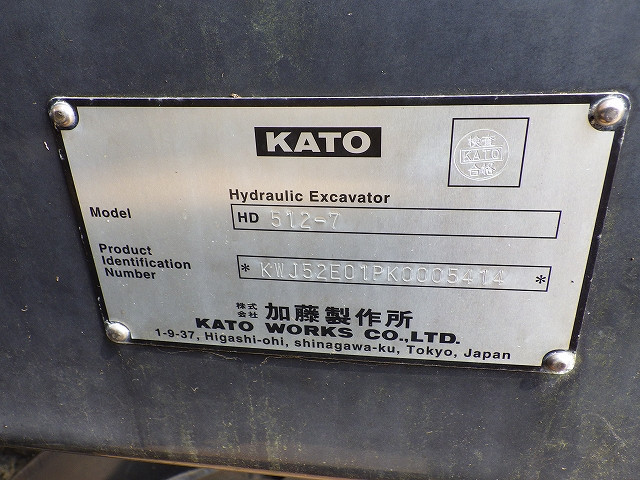 KATO
検査
KATO
合格
Hydraulic Excavator
Model
HD 512-7
Product
Identification
Number
* KWJ52E01PK0005414 *
株式会社 加藤製作所
KATO WORKS CO.,LTD.
1-9-37, Higashi-ohi, shinagawa-ku, Tokyo, Japan